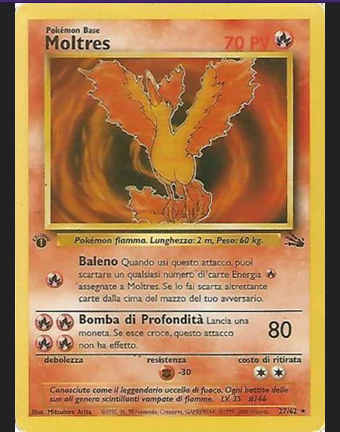 Pokémon Base
Moltres 70 PV
1
Pokémon fiamma. Lunghezza: 2 m, Peso: 60 kg.
Baleno Quando usi questo attacco, puoi
scartare un qualsiasi numero di carte Energia
assegnate a Moltres. Se lo fai scarta altrettante
carte dalla cima del mazzo del tuo avversario.
Bomba di Profondità Lancia una
moneta. Se esce croce, questo attacco
non ha effetto.
80
debolezza resistenza costo di ritirata
-30
Conosciuto come il leggendario uccello di fuoco. Ogni battito delle
sue ali genera scintillanti vampate di fiamme. LV. 35 #146
Illus. Mitsuhiro Arita 27/62 ★